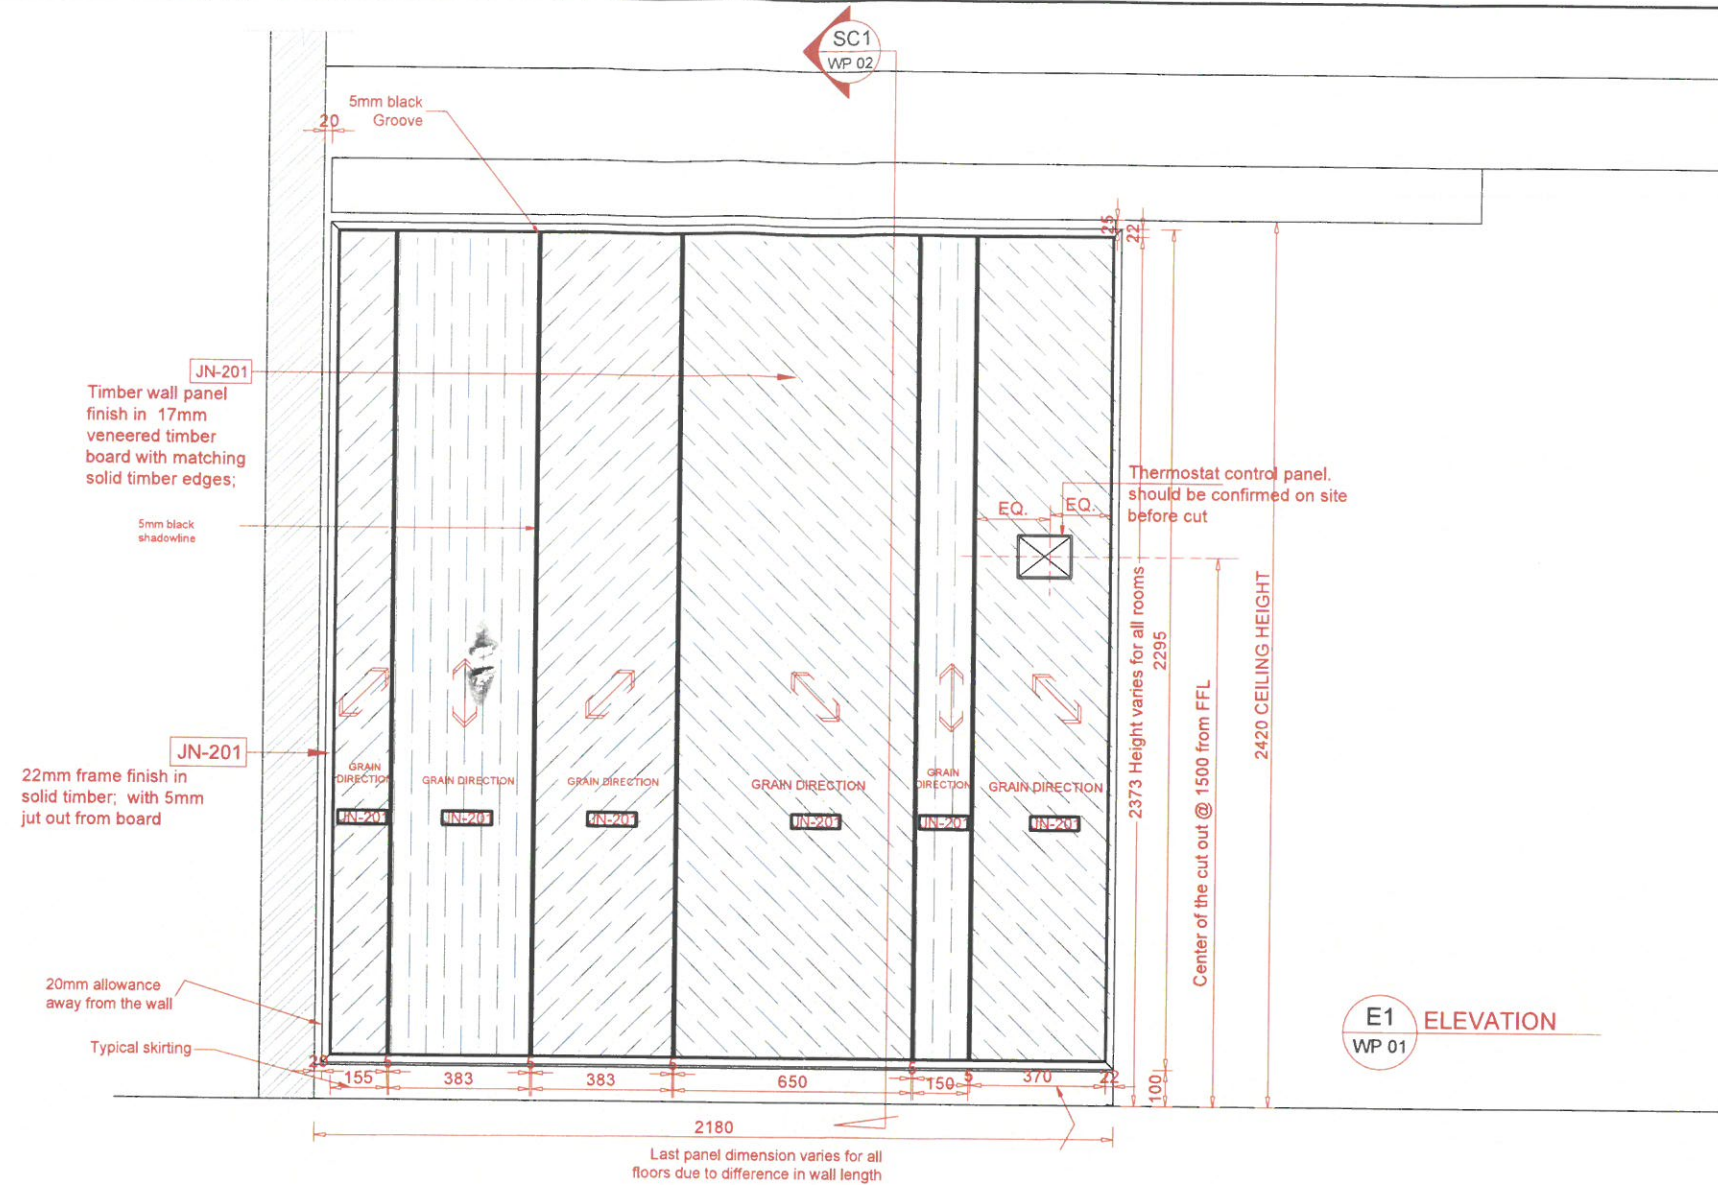 SC1
WP 02
5mm black
Groove
20
25
22
JN-201
Timber wall panel
finish in 17mm
veneered timber
board with matching
solid timber edges;
5mm black
shadowline
Thermostat control panel.
should be confirmed on site
before cut
EQ.
EQ.
2373 Height varies for all rooms
2295
Center of the cut out @ 1500 from FFL
2420 CEILING HEIGHT
JN-201
22mm frame finish in
solid timber; with 5mm
jut out from board
GRAIN
DIRECTION
GRAIN DIRECTION
GRAIN DIRECTION
GRAIN DIRECTION
GRAIN
DIRECTION
GRAIN DIRECTION
JN-201
JN-201
JN-201
JN-201
JN-201
JN-201
20mm allowance
away from the wall
Typical skirting
E1
WP 01
ELEVATION
155
383
383
650
150
370
22
100
5
5
5
5
5
2180
Last panel dimension varies for all
floors due to difference in wall length